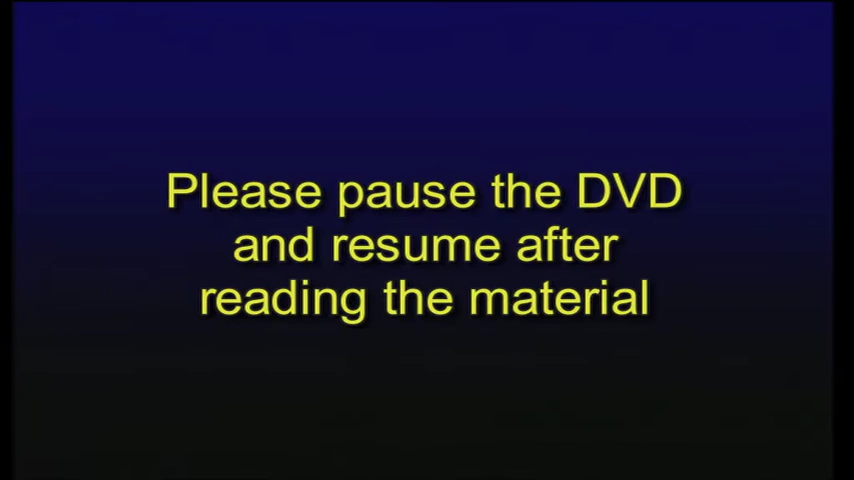 Please pause the DVD
and resume after
reading the material